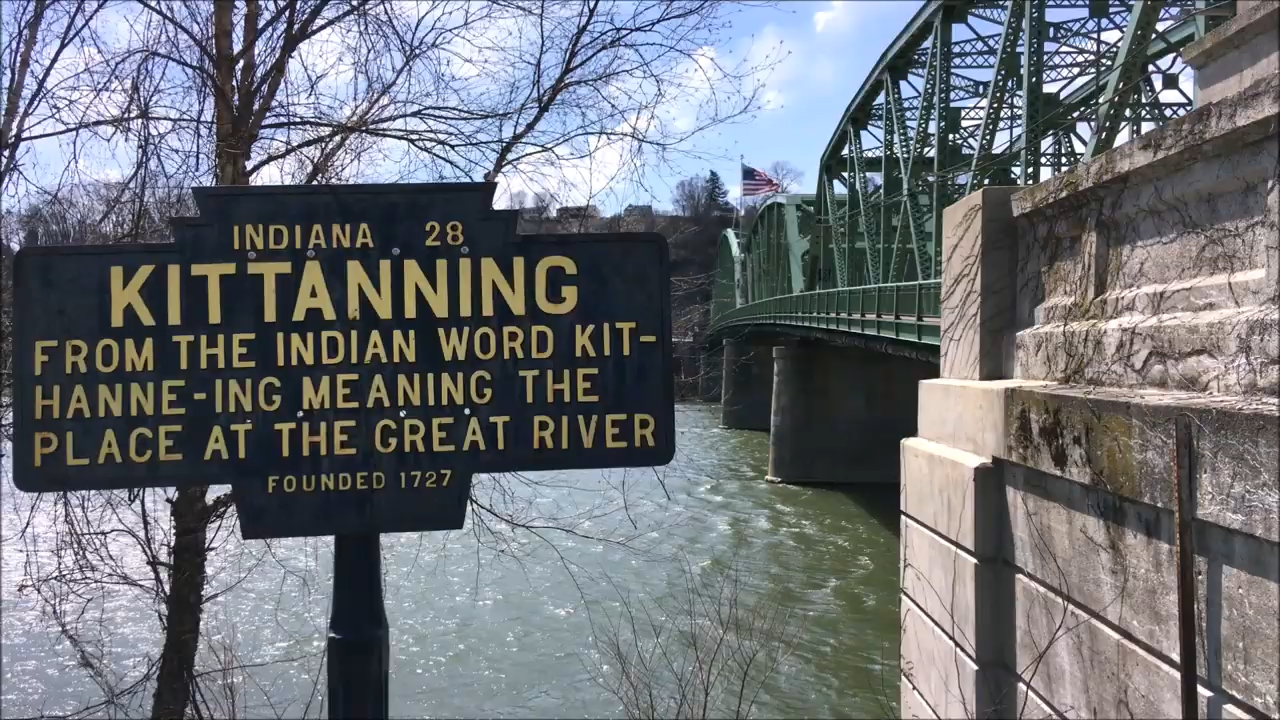 INDIANA 28
KITTANNING
FROM THE INDIAN WORD KIT-
HANNE-ING MEANING THE
PLACE AT THE GREAT RIVER
FOUNDED 1727